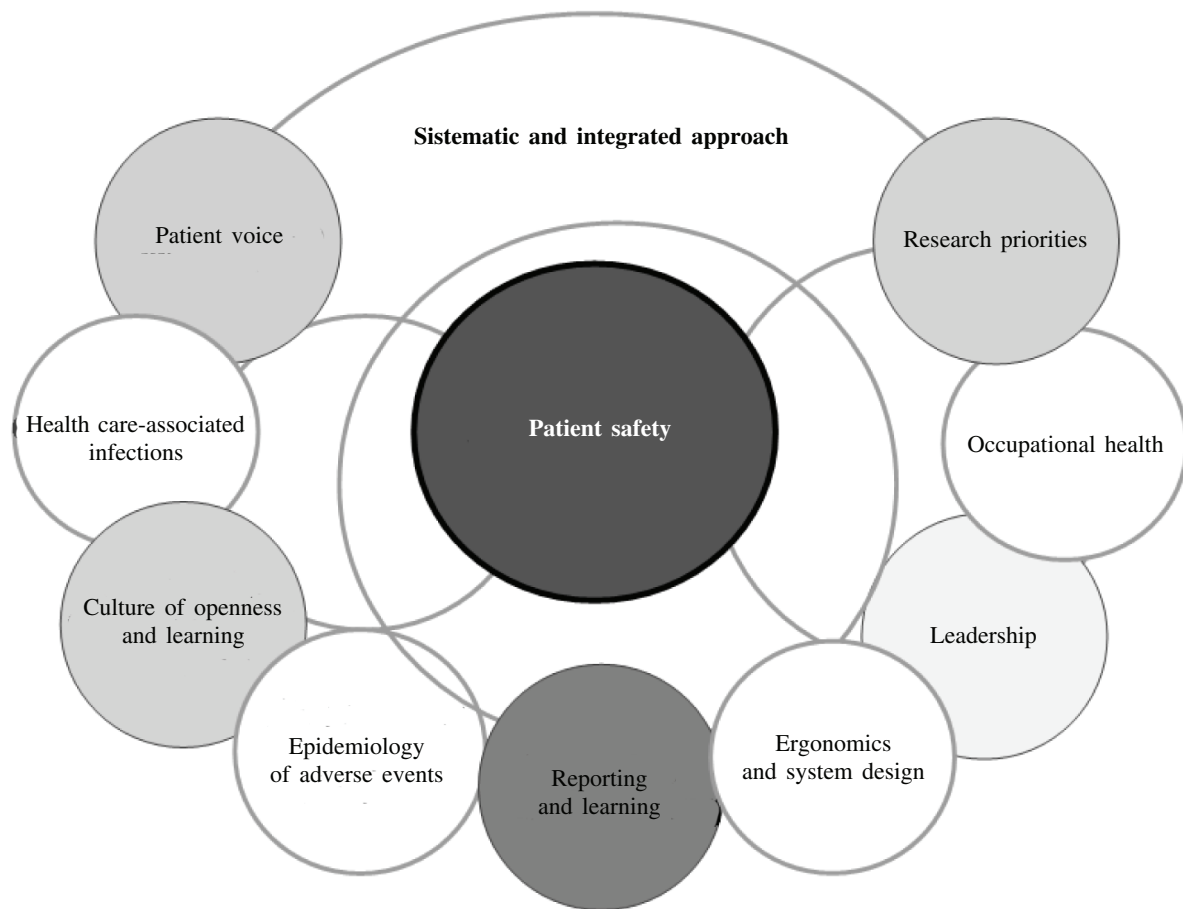 Sistematic and integrated approach
Patient voice
Research priorities
Patient safety
Health care-associated
infections
Occupational health
Culture of openness
and learning
Leadership
Epidemiology
of adverse events
Reporting
and learning
Ergonomics
and system design